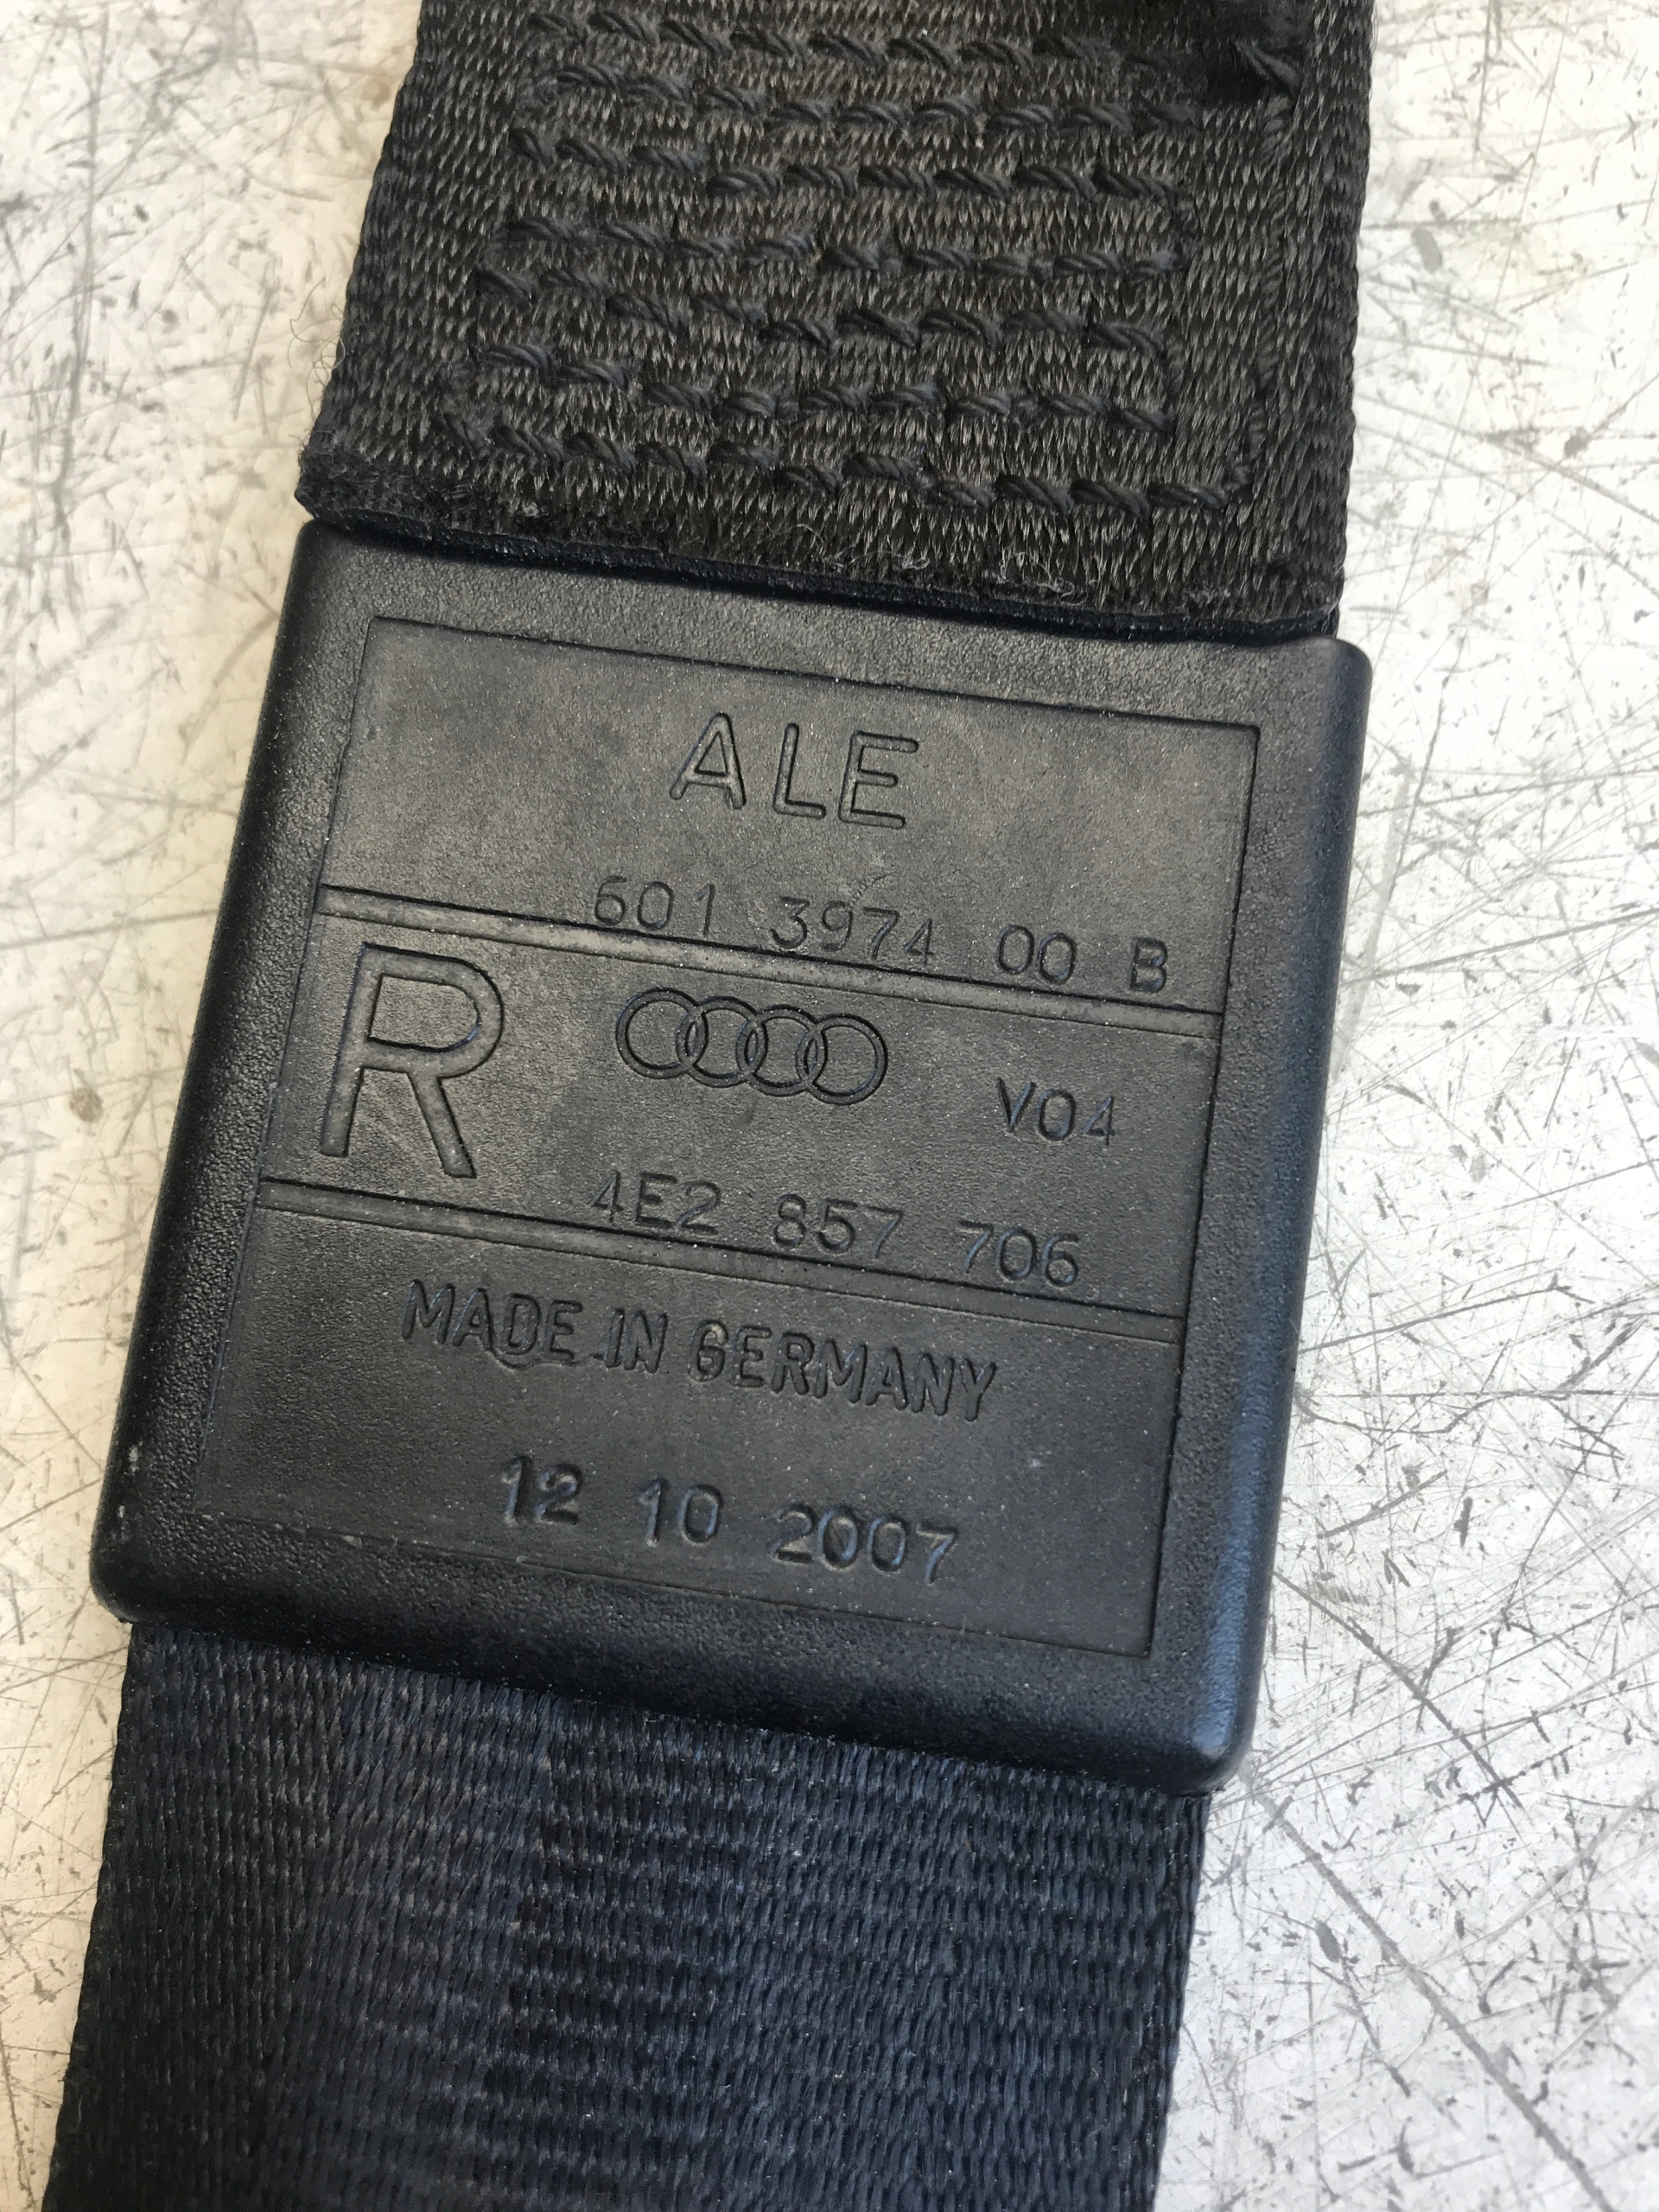 ALE
601 3974 00 B
R V04
4E2 857 706
MADE IN GERMANY
12 10 2007